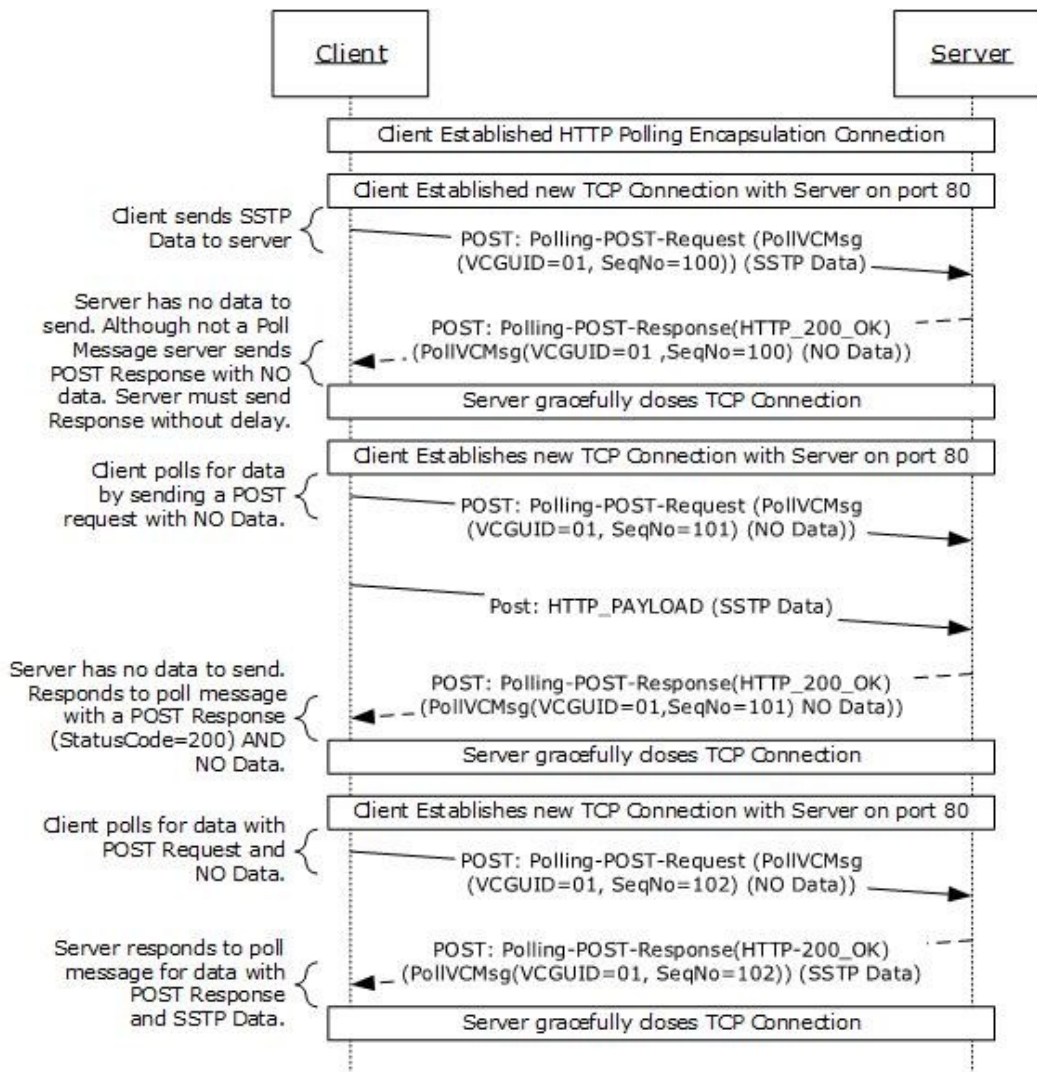 Client
Server
Client Established HTTP Polling Encapsulation Connection
Client Established new TCP Connection with Server on port 80
Client sends SSTP
Data to server
POST: Polling-POST-Request (PollVCMsg
(VCGUID=01, SeqNo=100)) (SSTP Data)
Server has no data to
send. Although not a Poll
Message server sends
POST Response with NO
data. Server must send
Response without delay.
POST: Polling-POST-Response(HTTP_200_OK)
(PollVCMsg(VCGUID=01 ,SeqNo=100) (NO Data))
Server gracefully closes TCP Connection
Client Establishes new TCP Connection with Server on port 80
Client polls for data
by sending a POST
request with NO Data.
POST: Polling-POST-Request (PollVCMsg
(VCGUID=01, SeqNo=101) (NO Data))
Post: HTTP_PAYLOAD (SSTP Data)
Server has no data to send.
Responds to poll message
with a POST Response
(StatusCode=200) AND
NO Data.
POST: Polling-POST-Response(HTTP_200_OK)
(PollVCMsg(VCGUID=01,SeqNo=101) NO Data))
Server gracefully closes TCP Connection
Client Establishes new TCP Connection with Server on port 80
Client polls for data with
POST Request and
NO Data.
POST: Polling-POST-Request (PollVCMsg
(VCGUID=01, SeqNo=102) (NO Data))
Server responds to poll
message for data with
POST Response
and SSTP Data.
POST: Polling-POST-Response(HTTP-200_OK)
(PollVCMsg(VCGUID=01, SeqNo=102)) (SSTP Data)
Server gracefully closes TCP Connection